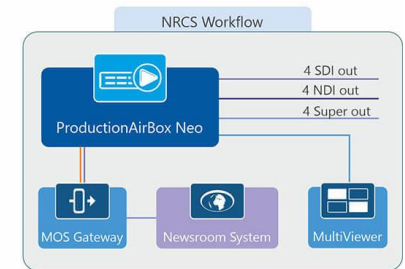 NRCS Workflow
4 SDI out
4 NDI out
4 Super out
ProductionAirBox Neo
MOS Gateway
Newsroom System
MultiViewer